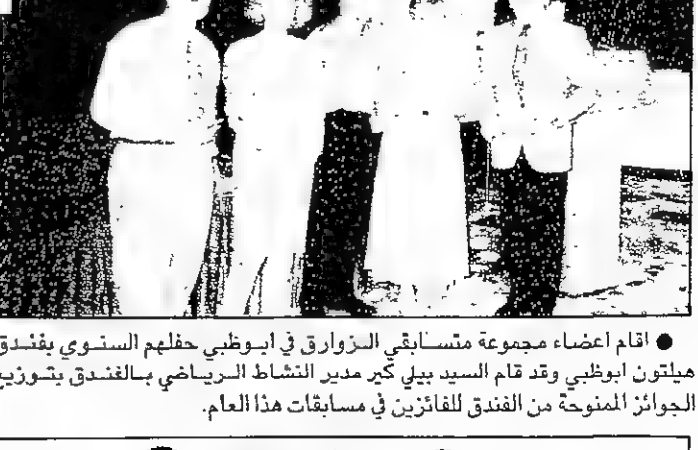 ● اقام اعضاء مجموعة متسابقي الزوارق في ابوظبي حفلهم السنوي بفندق
هيلتون ابوظبي وقد قام السيد بيلي كير مدير النشاط الرياضي بالغندق بتوزيع
الجوائز الممنوحة من الفندق للفائزين في مسابقات هذا العام.